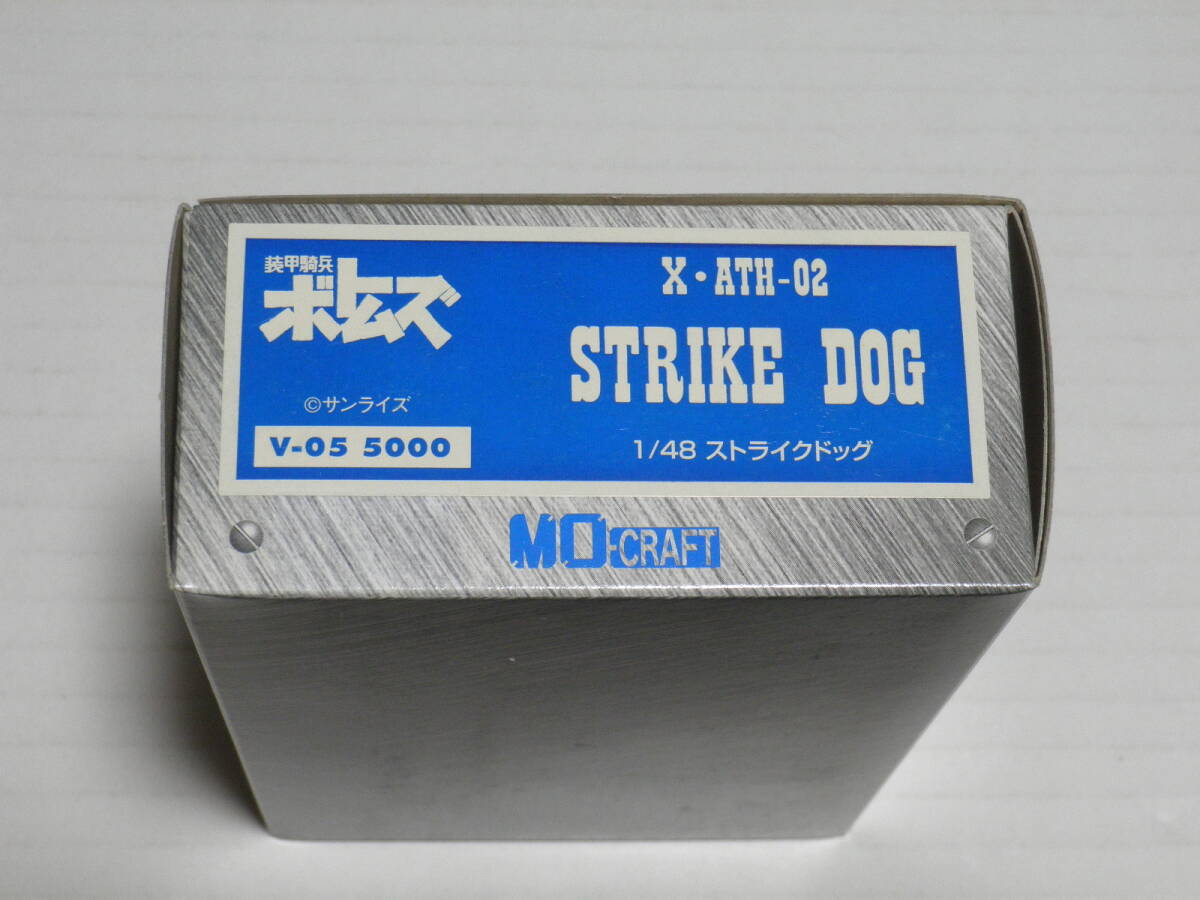 装甲騎兵
ボトムズ
©サンライズ
V-05 5000
X・ATH-02
STRIKE DOG
1/48 ストライクドッグ
MO-CRAFT